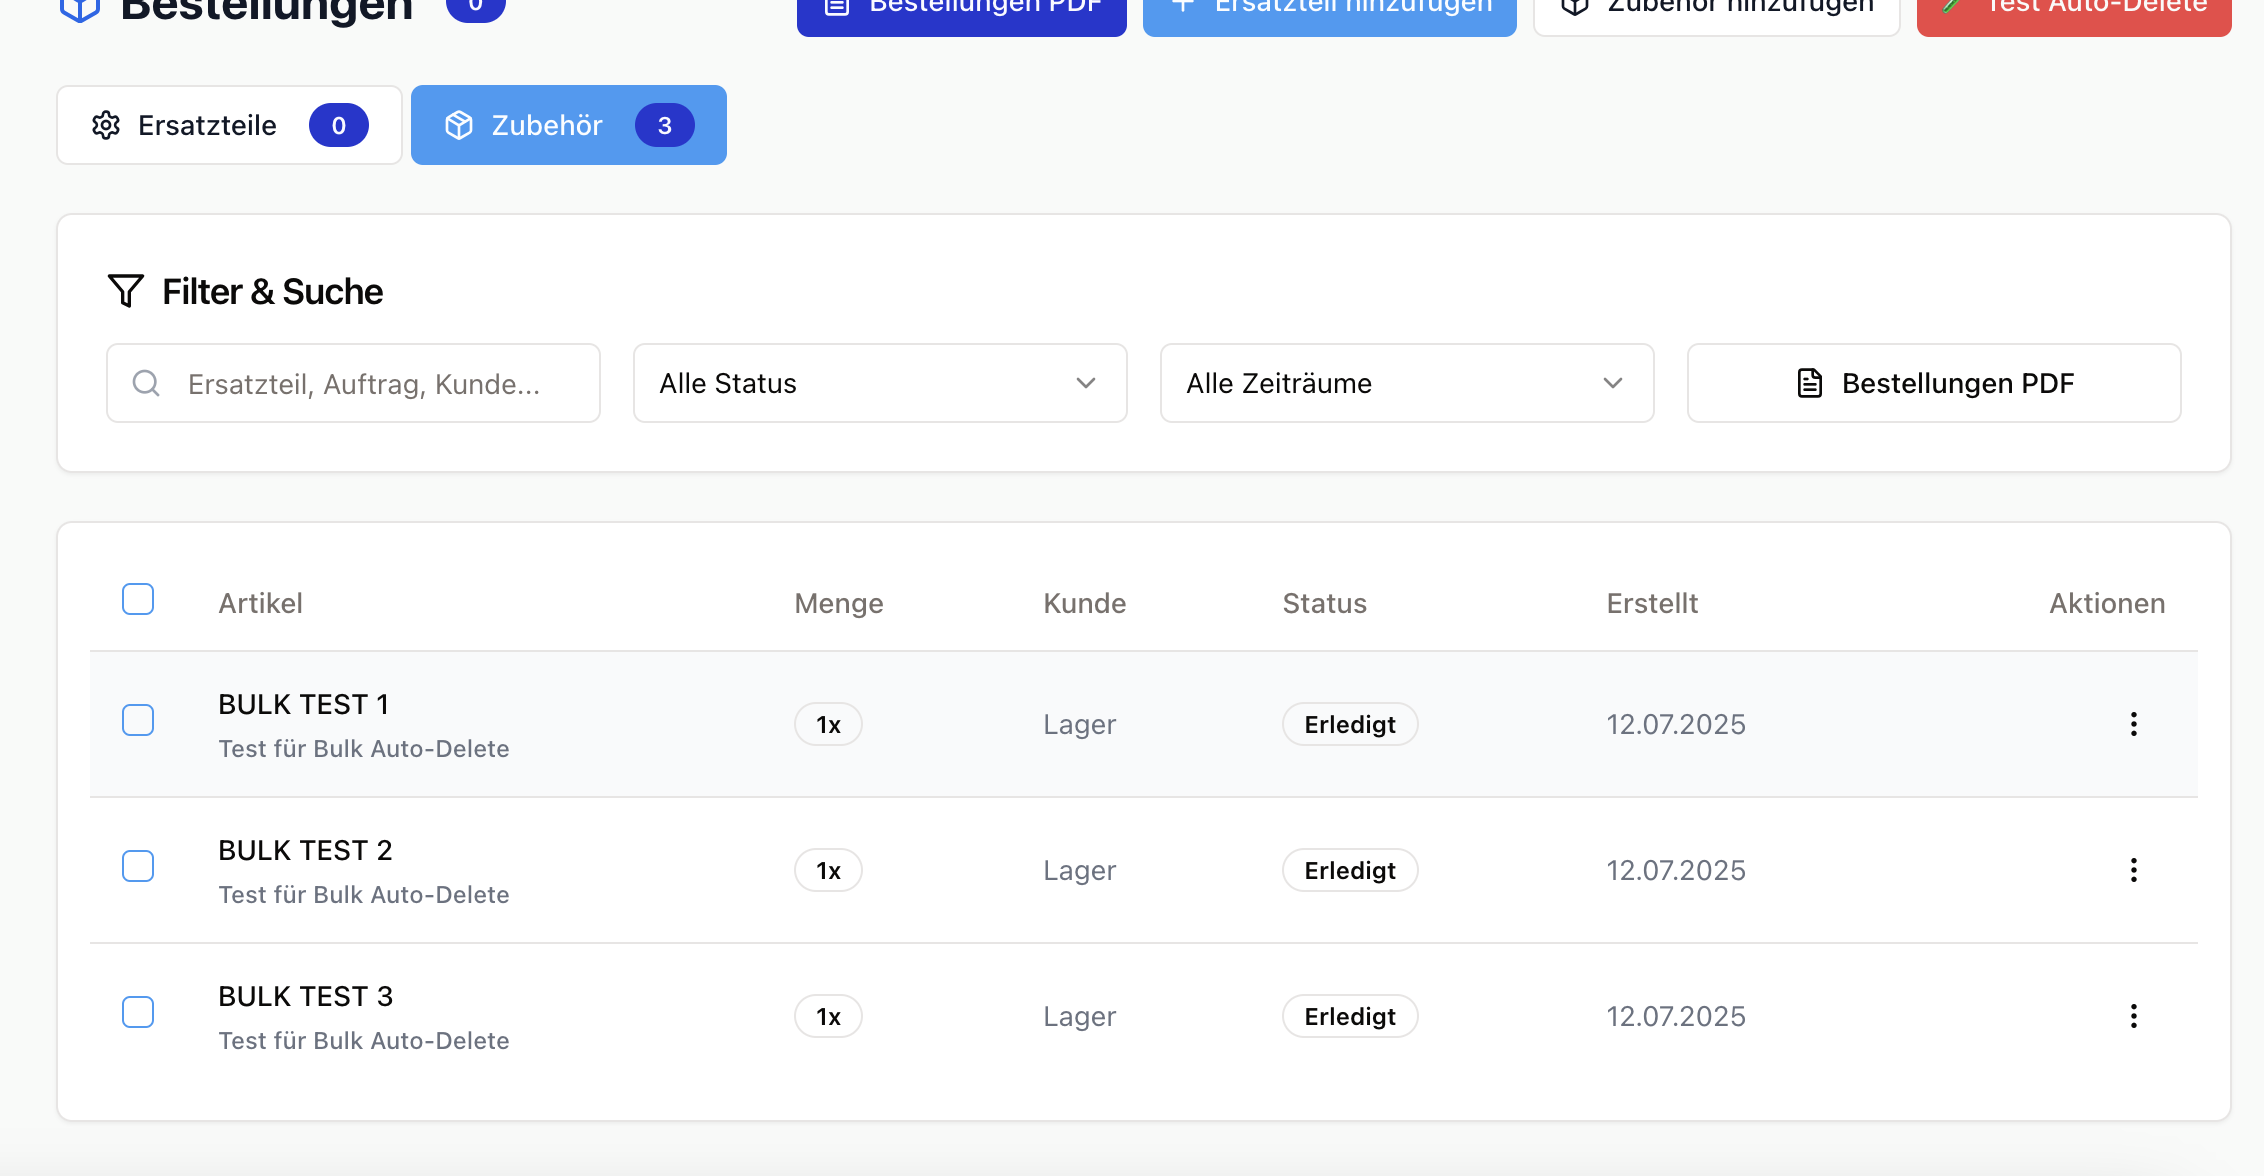 Bestellungen 0
Bestellungen PDF
Ersatzteil hinzufügen
Zubehör hinzufügen
Test Auto-Delete
Ersatzteile 0
Zubehör 3
Filter & Suche
Ersatzteil, Auftrag, Kunde...
Alle Status
Alle Zeiträume
Bestellungen PDF
Artikel Menge Kunde Status Erstellt Aktionen
BULK TEST 1
Test für Bulk Auto-Delete
1x Lager Erledigt 12.07.2025
BULK TEST 2
Test für Bulk Auto-Delete
1x Lager Erledigt 12.07.2025
BULK TEST 3
Test für Bulk Auto-Delete
1x Lager Erledigt 12.07.2025